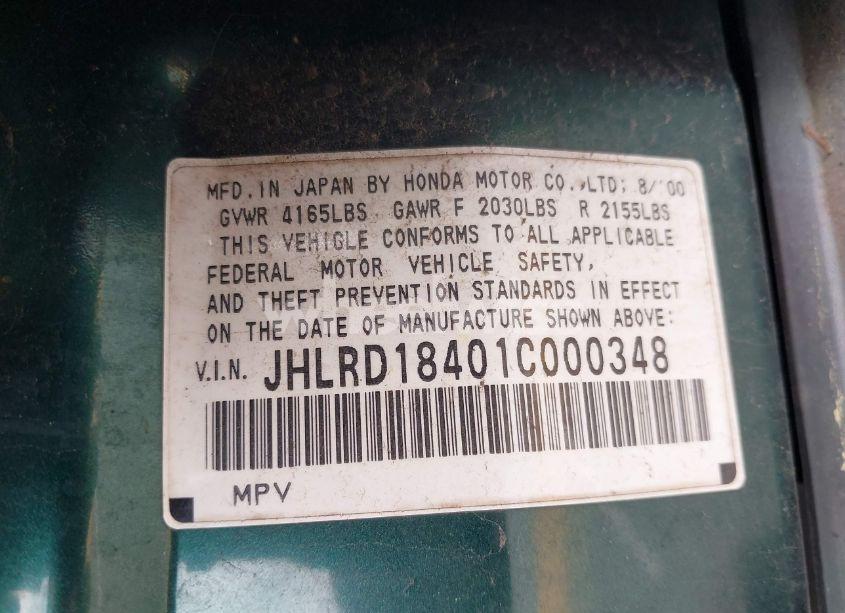 MFD. IN JAPAN BY HONDA MOTOR CO., LTD; 8/'00
GVWR 4165LBS GAWR F 2030LBS R 2155LBS
THIS VEHICLE CONFORMS TO ALL APPLICABLE
FEDERAL MOTOR VEHICLE SAFETY,
AND THEFT PREVENTION STANDARDS IN EFFECT
ON THE DATE OF MANUFACTURE SHOWN ABOVE:
V.I.N. JHLRD18401C000348
MPV